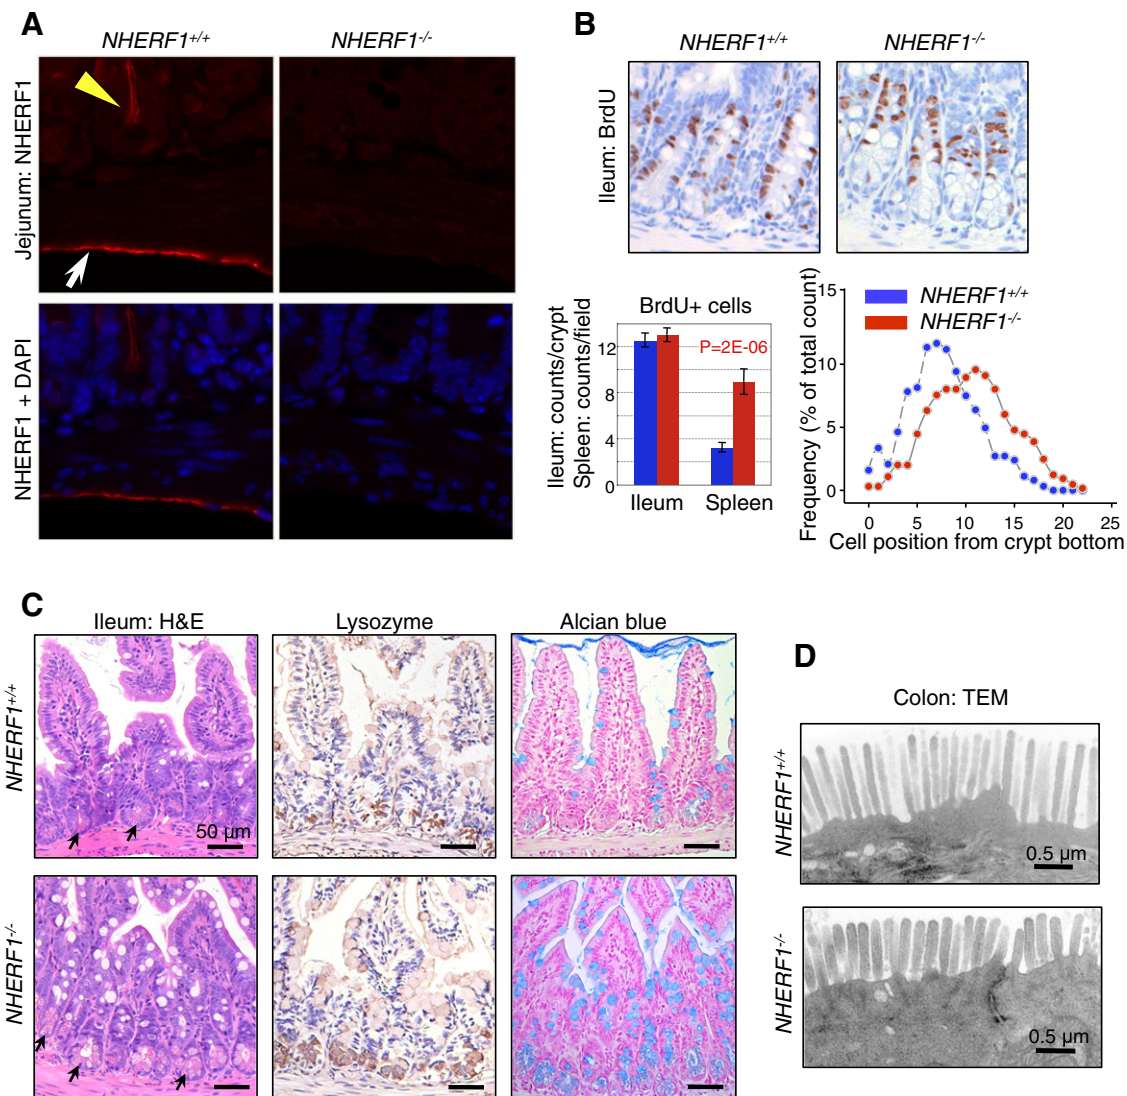 A
NHERF1+/+
NHERF1-/-
Jejunum: NHERF1
NHERF1 + DAPI
B
NHERF1+/+
NHERF1-/-
Ileum: BrdU
BrdU+ cells
Ileum: counts/crypt
Spleen: counts/field
P=2E-06
12
8
4
0
Ileum
Spleen
NHERF1+/+
NHERF1-/-
Frequency (% of total count)
15
10
5
0
0 5 10 15 20 25
Cell position from crypt bottom
C
Ileum: H&E
Lysozyme
Alcian blue
NHERF1+/+
50 µm
NHERF1-/-
D
Colon: TEM
NHERF1+/+
0.5 µm
NHERF1-/-
0.5 µm